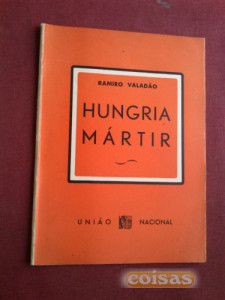 RAMIRO VALADÃO
HUNGRIA
MÁRTIR
UNIÃO NACIONAL
coisas